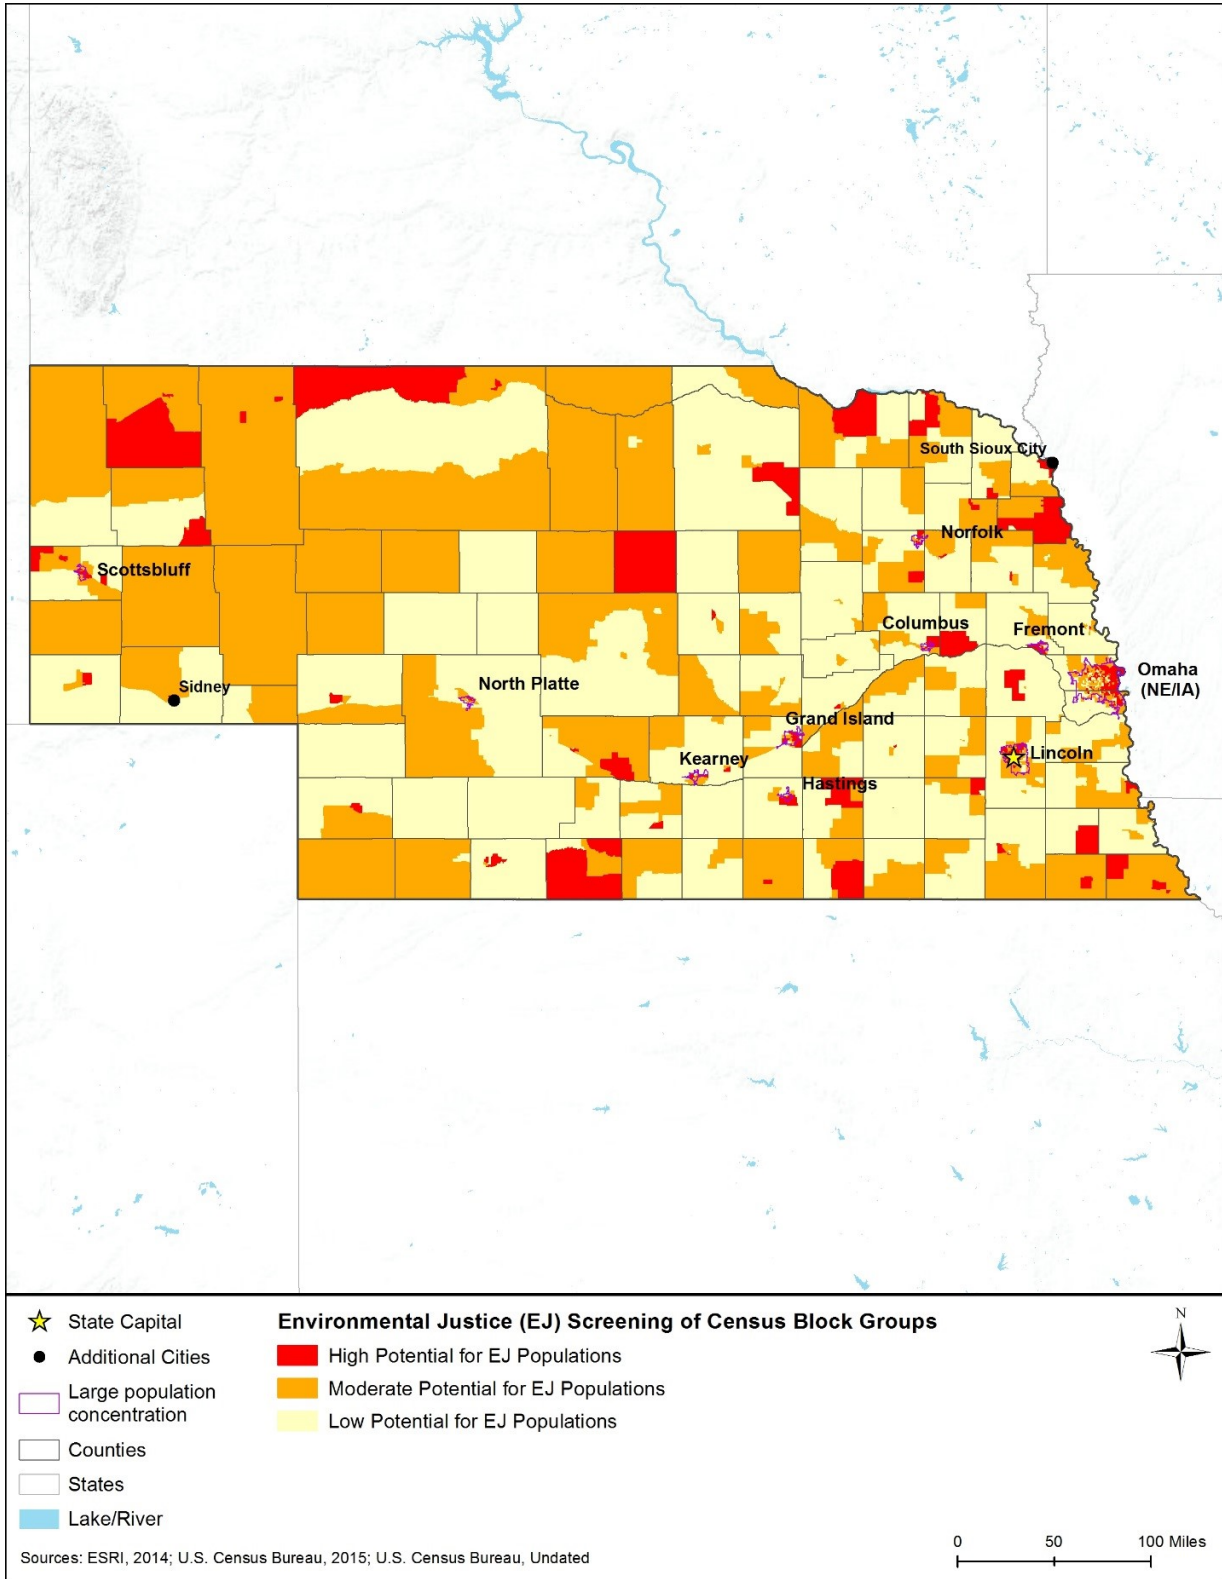 South Sioux City
Norfolk
Scottsbluff
Columbus
Fremont
Omaha
(NE/IA)
Sidney
North Platte
Grand Island
Kearney
Lincoln
Hastings
State Capital
Additional Cities
Large population
concentration
Counties
States
Lake/River
Environmental Justice (EJ) Screening of Census Block Groups
High Potential for EJ Populations
Moderate Potential for EJ Populations
Low Potential for EJ Populations
N
Sources: ESRI, 2014; U.S. Census Bureau, 2015; U.S. Census Bureau, Undated
0 50 100 Miles